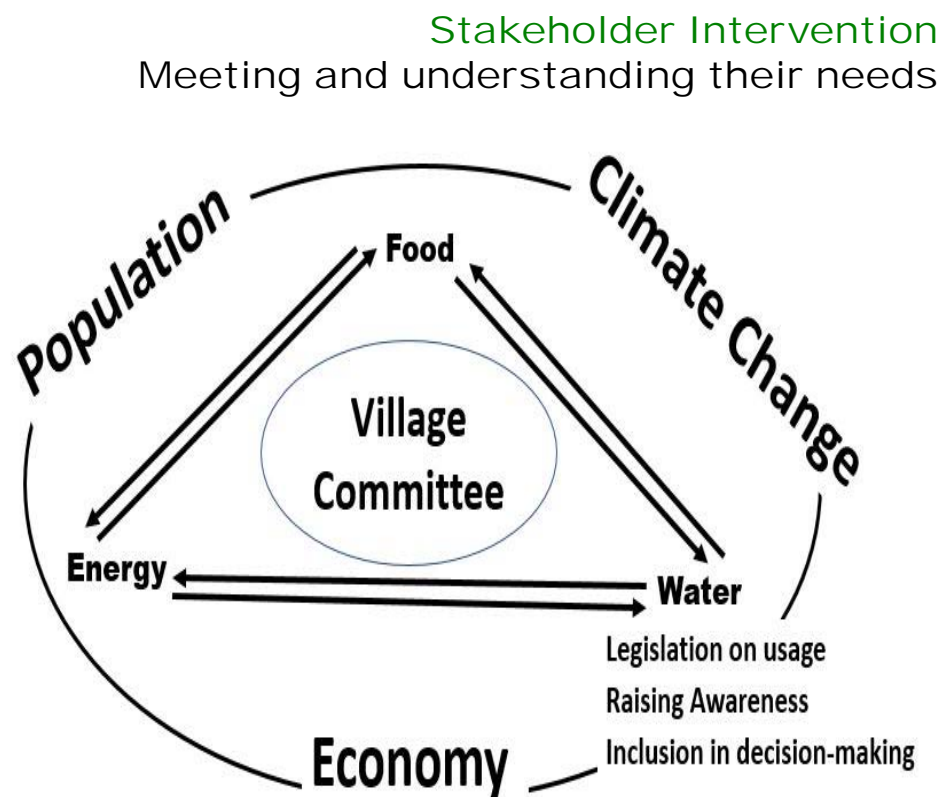 Stakeholder Intervention
Meeting and understanding their needs
Population
Climate Change
Food
Village
Committee
Energy
Water
Legislation on usage
Raising Awareness
Inclusion in decision-making
Economy